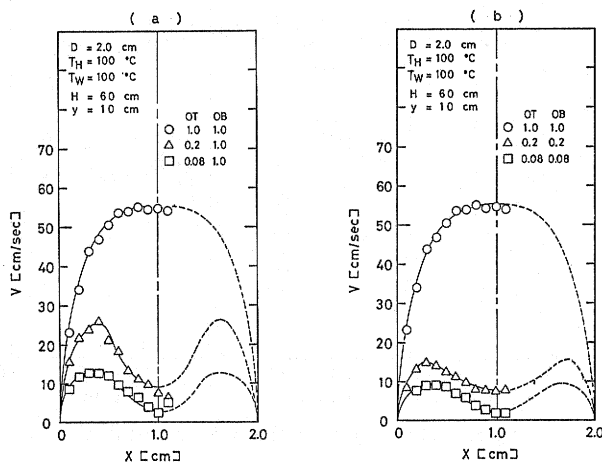 ( a )
D = 2.0 cm
T_H = 100 °C
T_W = 100 °C
H = 60 cm
y = 10 cm
OT OB
1.0 1.0
0.2 1.0
0.08 1.0
70
60
50
40
30
20
10
0
V [cm/sec]
0 1.0 2.0
X [cm]
( b )
D = 2.0 cm
T_H = 100 °C
T_W = 100 °C
H = 60 cm
y = 10 cm
OT OB
1.0 1.0
0.2 0.2
0.08 0.08
70
60
50
40
30
20
10
0
V [cm/sec]
0 1.0 2.0
X [cm]